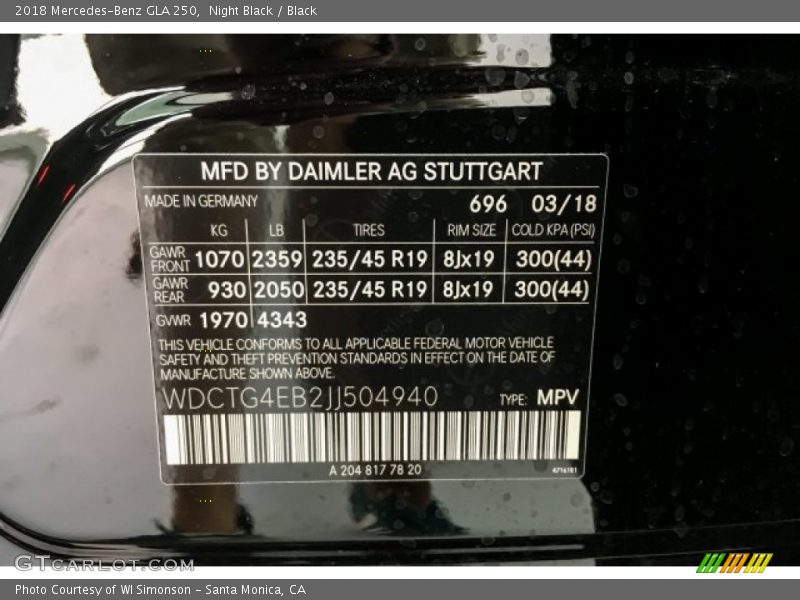 2018 Mercedes-Benz GLA 250,  Night Black / Black
MFD BY DAIMLER AG STUTTGART
MADE IN GERMANY 696 03/18
KG LB TIRES RIM SIZE COLD KPA (PSI)
GAWR FRONT 1070 2359 235/45 R19 8Jx19 300(44)
GAWR REAR 930 2050 235/45 R19 8Jx19 300(44)
GVWR 1970 4343
THIS VEHICLE CONFORMS TO ALL APPLICABLE FEDERAL MOTOR VEHICLE
SAFETY AND THEFT PREVENTION STANDARDS IN EFFECT ON THE DATE OF
MANUFACTURE SHOWN ABOVE.
WDCTG4EB2JJ504940 TYPE: MPV
A 204 817 78 20 4716181
GTCARLOT.COM
Photo Courtesy of WI Simonson - Santa Monica, CA